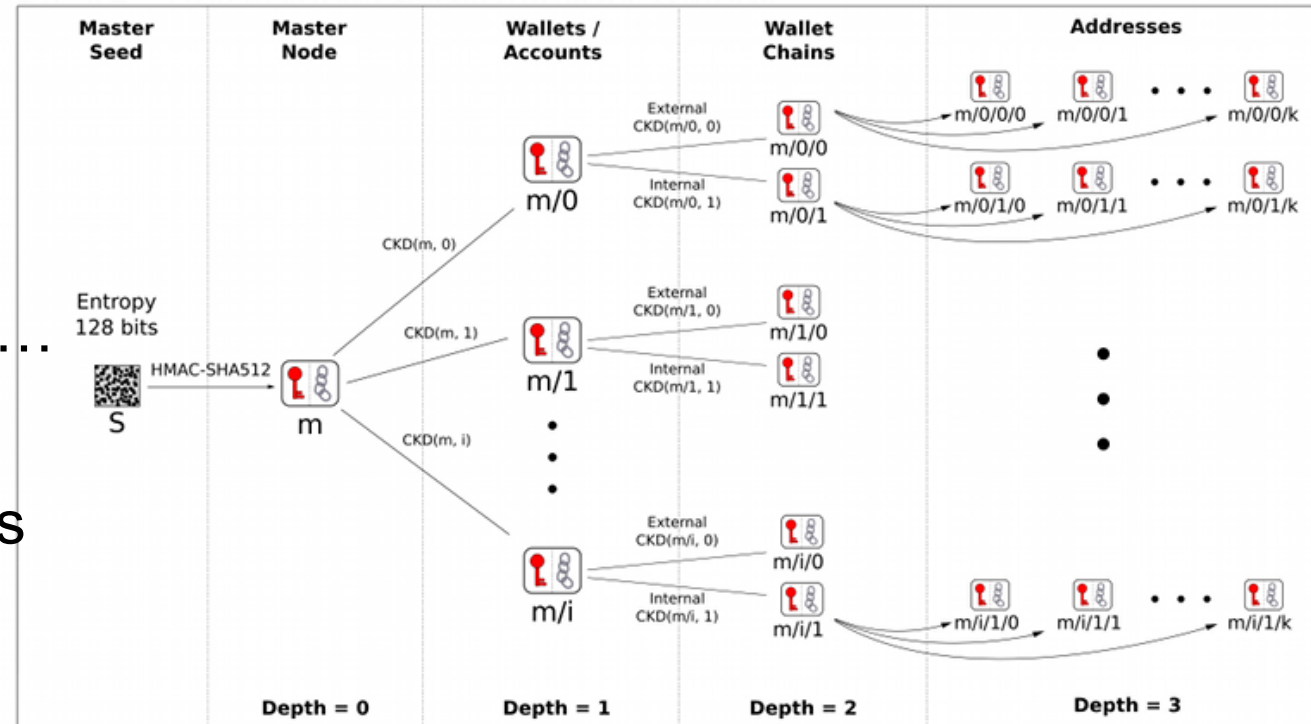 Master
Seed
Master
Node
Wallets /
Accounts
Wallet
Chains
Addresses
Entropy
128 bits
S
HMAC-SHA512
m
CKD(m, 0)
CKD(m, 1)
CKD(m, i)
m/0
m/1
m/i
External
CKD(m/0, 0)
Internal
CKD(m/0, 1)
External
CKD(m/1, 0)
Internal
CKD(m/1, 1)
External
CKD(m/i, 0)
Internal
CKD(m/i, 1)
m/0/0
m/0/1
m/1/0
m/1/1
m/i/0
m/i/1
m/0/0/0 m/0/0/1 • • • m/0/0/k
m/0/1/0 m/0/1/1 • • • m/0/1/k
m/i/1/0 m/i/1/1 • • • m/i/1/k
Depth = 0
Depth = 1
Depth = 2
Depth = 3
...
s